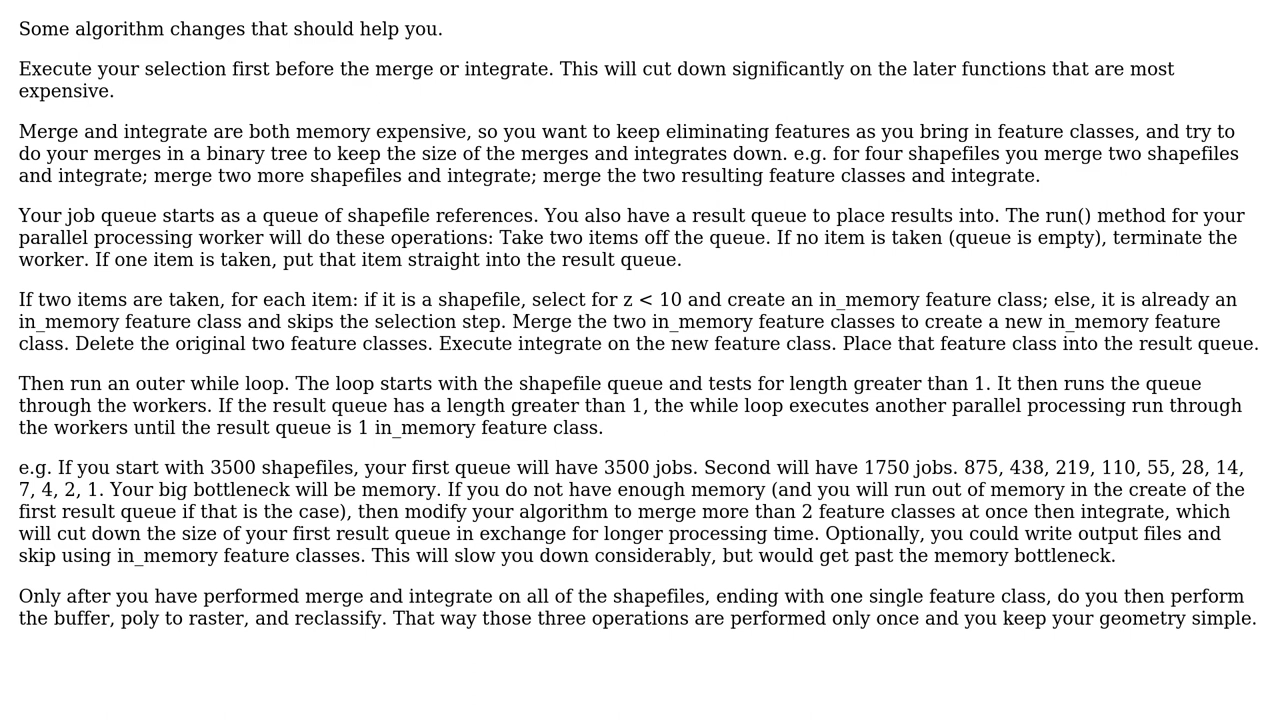 Some algorithm changes that should help you.
Execute your selection first before the merge or integrate. This will cut down significantly on the later functions that are most
expensive.
Merge and integrate are both memory expensive, so you want to keep eliminating features as you bring in feature classes, and try to
do your merges in a binary tree to keep the size of the merges and integrates down. e.g. for four shapefiles you merge two shapefiles
and integrate; merge two more shapefiles and integrate; merge the two resulting feature classes and integrate.
Your job queue starts as a queue of shapefile references. You also have a result queue to place results into. The run() method for your
parallel processing worker will do these operations: Take two items off the queue. If no item is taken (queue is empty), terminate the
worker. If one item is taken, put that item straight into the result queue.
If two items are taken, for each item: if it is a shapefile, select for z < 10 and create an in_memory feature class; else, it is already an
in_memory feature class and skips the selection step. Merge the two in_memory feature classes to create a new in_memory feature
class. Delete the original two feature classes. Execute integrate on the new feature class. Place that feature class into the result queue.
Then run an outer while loop. The loop starts with the shapefile queue and tests for length greater than 1. It then runs the queue
through the workers. If the result queue has a length greater than 1, the while loop executes another parallel processing run through
the workers until the result queue is 1 in_memory feature class.
e.g. If you start with 3500 shapefiles, your first queue will have 3500 jobs. Second will have 1750 jobs. 875, 438, 219, 110, 55, 28, 14,
7, 4, 2, 1. Your big bottleneck will be memory. If you do not have enough memory (and you will run out of memory in the create of the
first result queue if that is the case), then modify your algorithm to merge more than 2 feature classes at once then integrate, which
will cut down the size of your first result queue in exchange for longer processing time. Optionally, you could write output files and
skip using in_memory feature classes. This will slow you down considerably, but would get past the memory bottleneck.
Only after you have performed merge and integrate on all of the shapefiles, ending with one single feature class, do you then perform
the buffer, poly to raster, and reclassify. That way those three operations are performed only once and you keep your geometry simple.